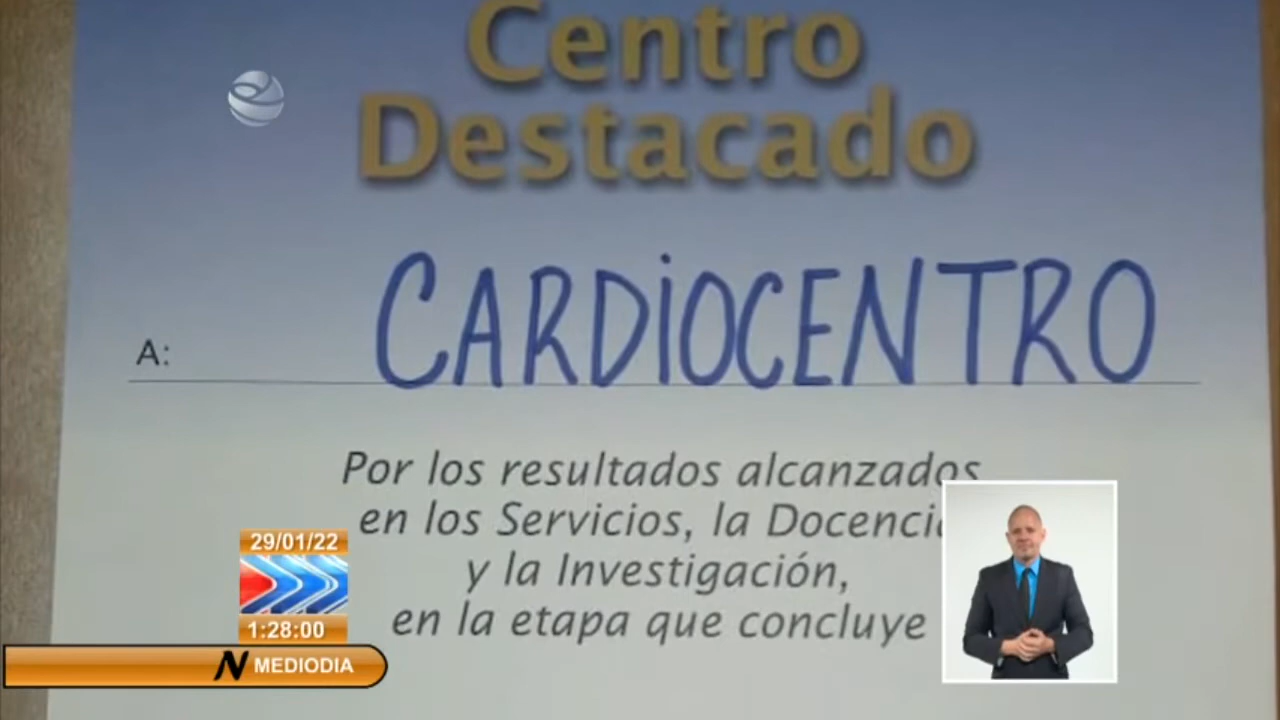 Centro
Destacado
A: CARDIOCENTRO
Por los resultados alcanzados
en los Servicios, la Docencia
y la Investigación,
en la etapa que concluye
29/01/22
1:28:00
N MEDIODIA